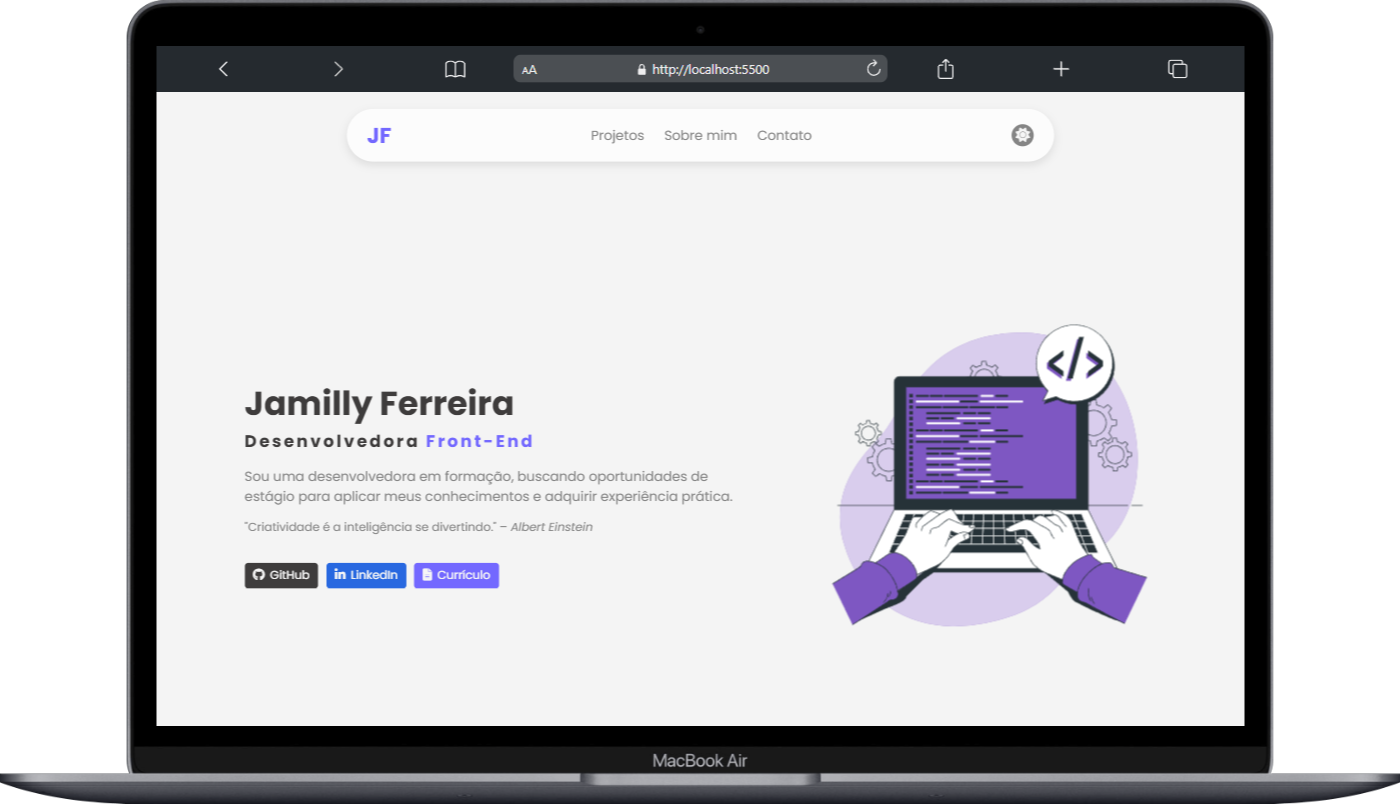 AA http://localhost:5500
JF Projetos Sobre mim Contato
</>
Jamilly Ferreira
Desenvolvedora Front-End
Sou uma desenvolvedora em formação, buscando oportunidades de
estágio para aplicar meus conhecimentos e adquirir experiência prática.
"Criatividade é a inteligência se divertindo." – Albert Einstein
GitHub LinkedIn Currículo
MacBook Air